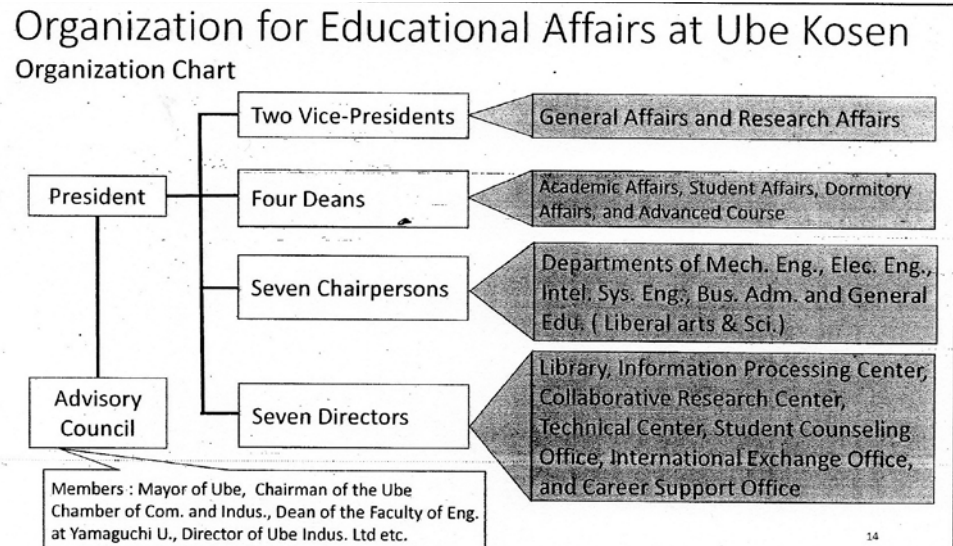 Organization for Educational Affairs at Ube Kosen
Organization Chart
Two Vice-Presidents
General Affairs and Research Affairs
President
Four Deans
Academic Affairs, Student Affairs, Dormitory
Affairs, and Advanced Course
Seven Chairpersons
Departments of Mech. Eng., Elec. Eng.,
Intel. Sys. Eng., Bus. Adm. and General
Edu. ( Liberal arts & Sci.)
Advisory
Council
Seven Directors
Library, Information Processing Center,
Collaborative Research Center,
Technical Center, Student Counseling
Office, International Exchange Office,
and Career Support Office
Members : Mayor of Ube, Chairman of the Ube
Chamber of Com. and Indus., Dean of the Faculty of Eng.
at Yamaguchi U., Director of Ube Indus. Ltd etc.
14